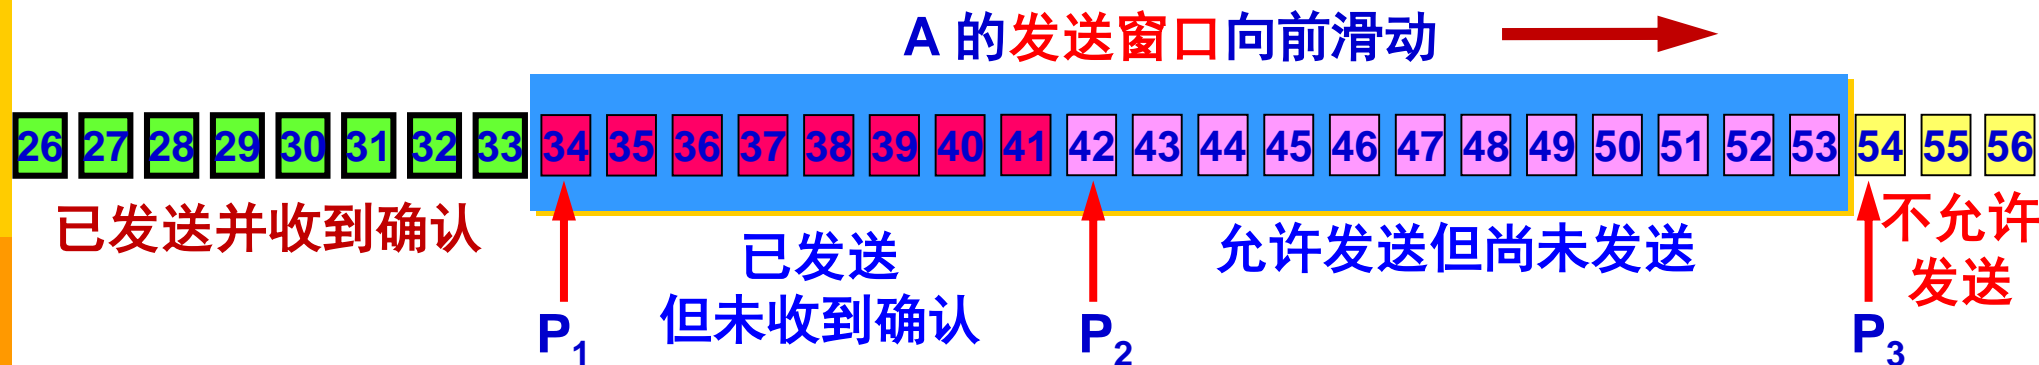 A 的发送窗口向前滑动
26 27 28 29 30 31 32 33 34 35 36 37 38 39 40 41 42 43 44 45 46 47 48 49 50 51 52 53 54 55 56
已发送并收到确认
已发送
但未收到确认
允许发送但尚未发送
不允许
发送
P1
P2
P3